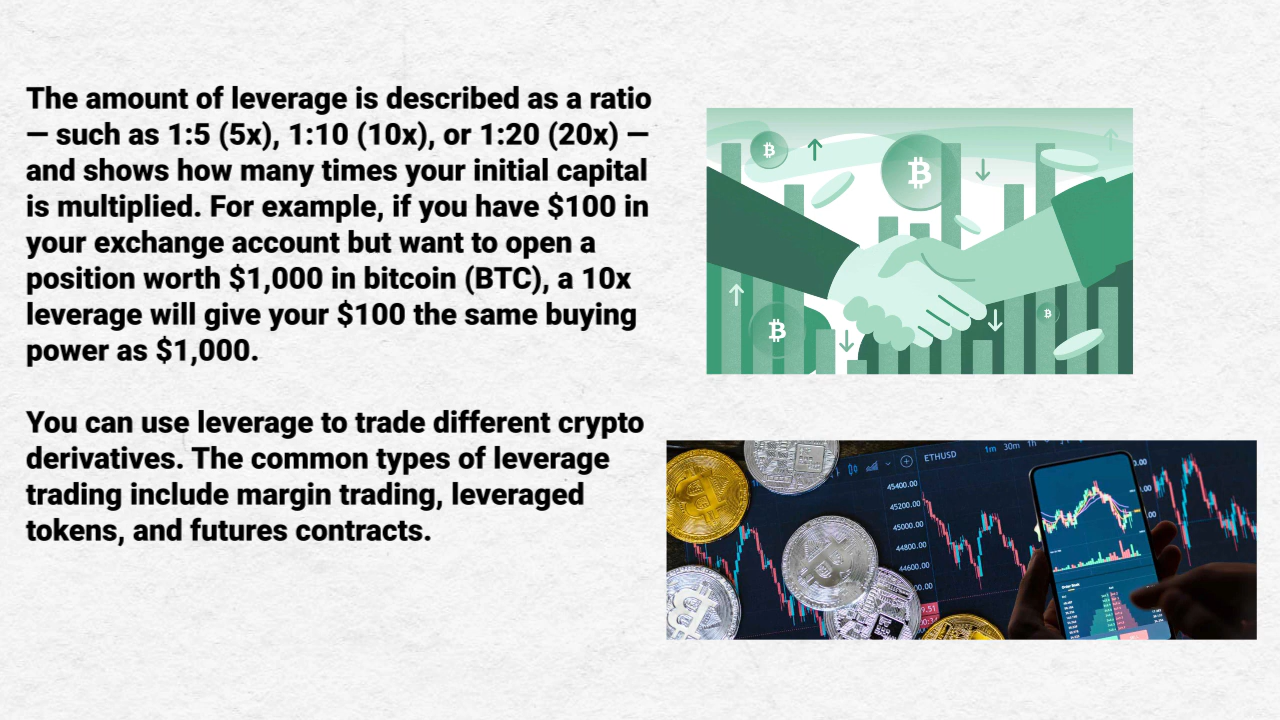 The amount of leverage is described as a ratio
— such as 1:5 (5x), 1:10 (10x), or 1:20 (20x) —
and shows how many times your initial capital
is multiplied. For example, if you have $100 in
your exchange account but want to open a
position worth $1,000 in bitcoin (BTC), a 10x
leverage will give your $100 the same buying
power as $1,000.
You can use leverage to trade different crypto
derivatives. The common types of leverage
trading include margin trading, leveraged
tokens, and futures contracts.
ETHUSD
1m 30m 1h
45400.00
45200.00
45000.00
44800.00
44600.00